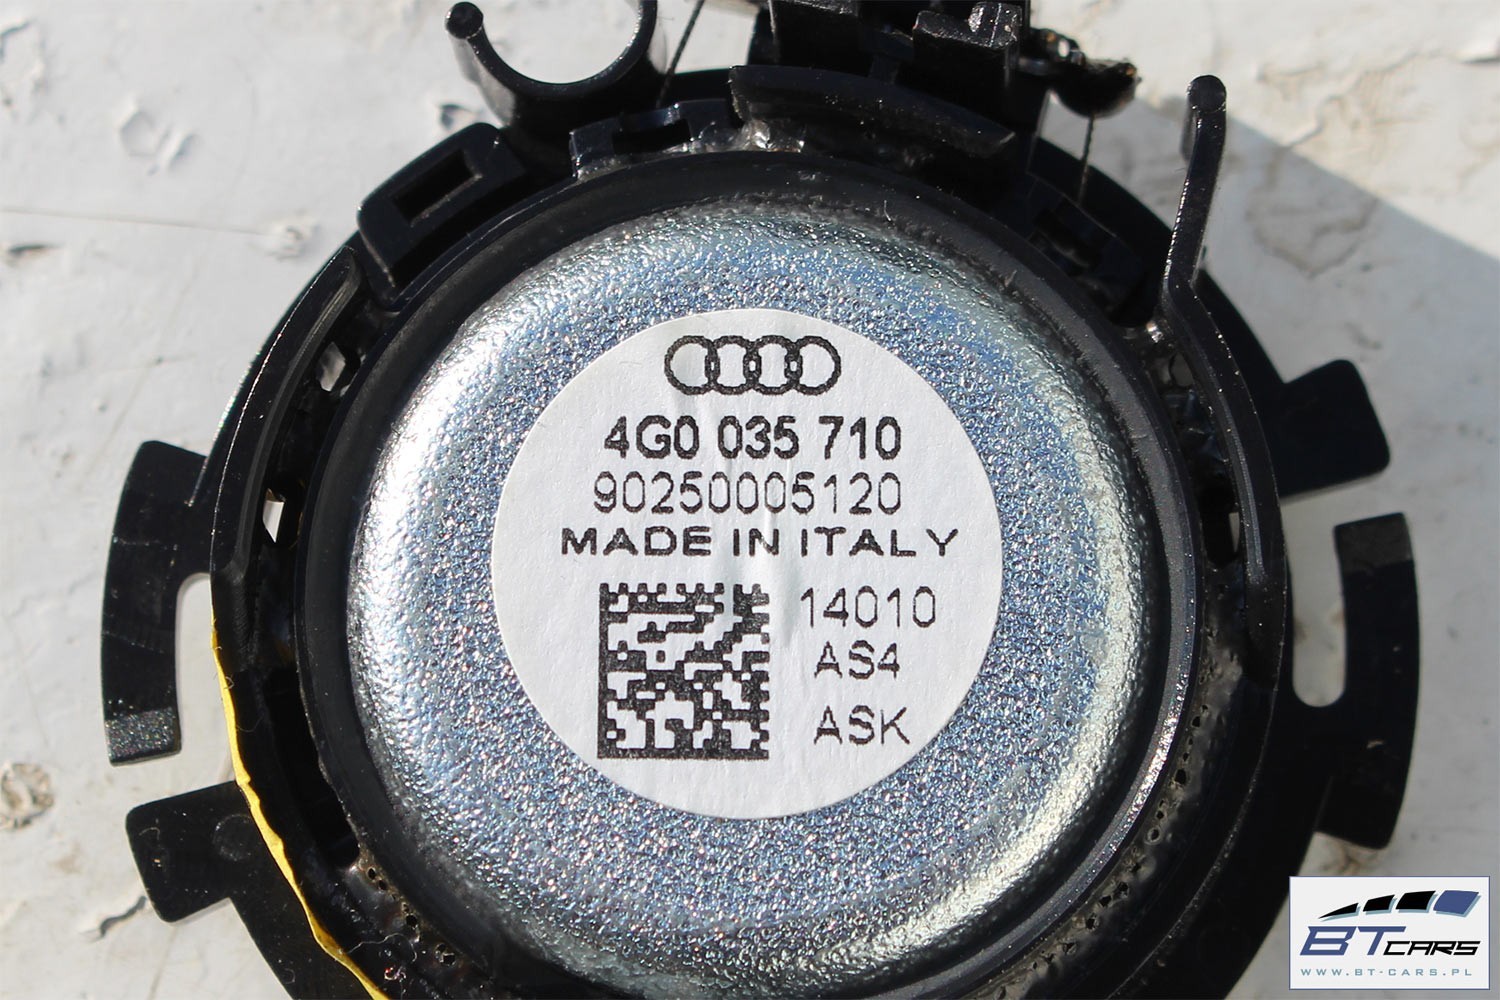 4G0 035 710
90250005120
MADE IN ITALY
14010
AS4
ASK
BT CARS
WWW.BT-CARS.PL